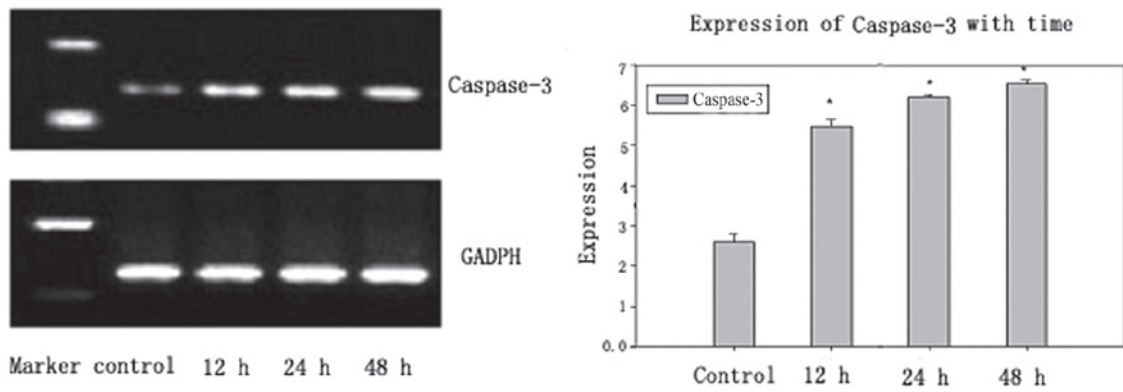 Caspase-3
GADPH
Marker control 12 h 24 h 48 h
Expression of Caspase-3 with time
7
6
5
4
3
2
1
0.0
Expression
Caspase-3
*
*
*
Control 12 h 24 h 48 h